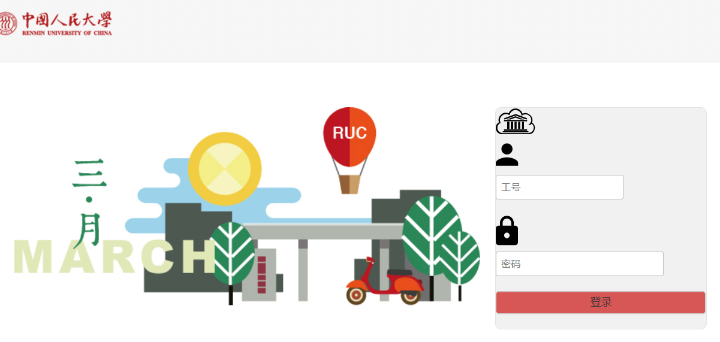 中国人民大学
RENMIN UNIVERSITY OF CHINA
RUC
三·月
MARCH
工号
密码
登录